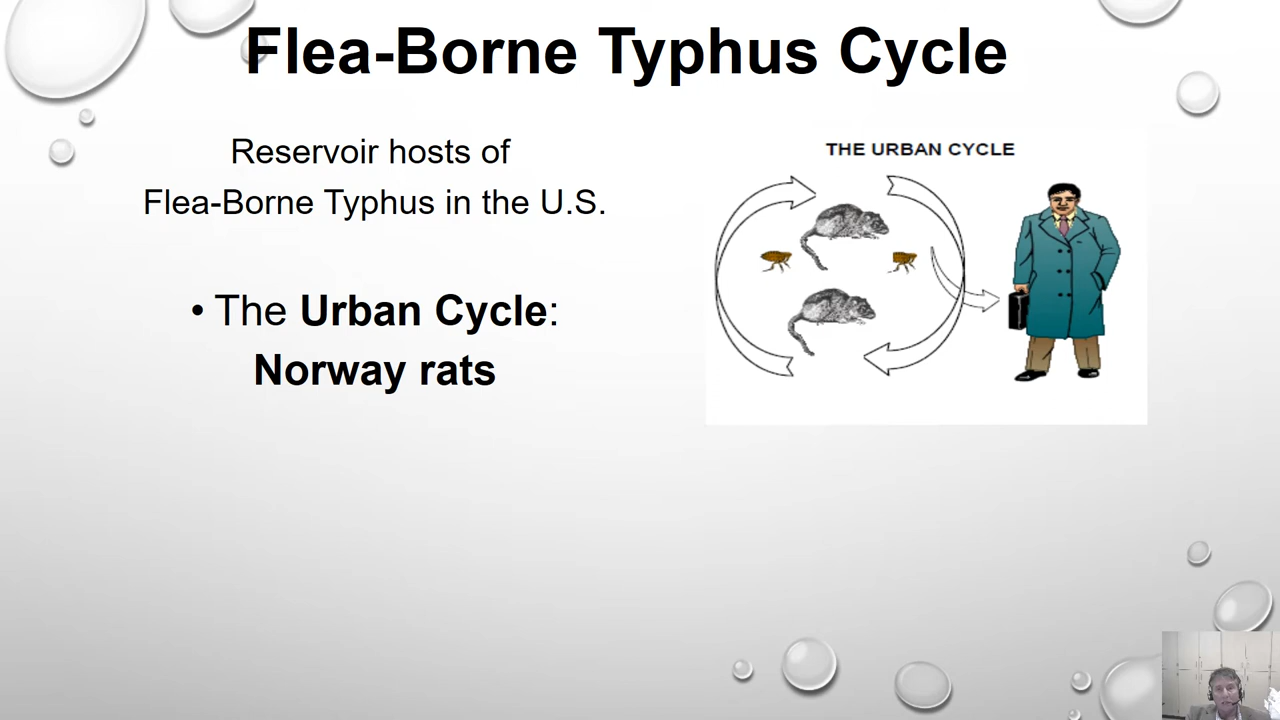 Flea-Borne Typhus Cycle
Reservoir hosts of
Flea-Borne Typhus in the U.S.
• The Urban Cycle:
Norway rats
THE URBAN CYCLE